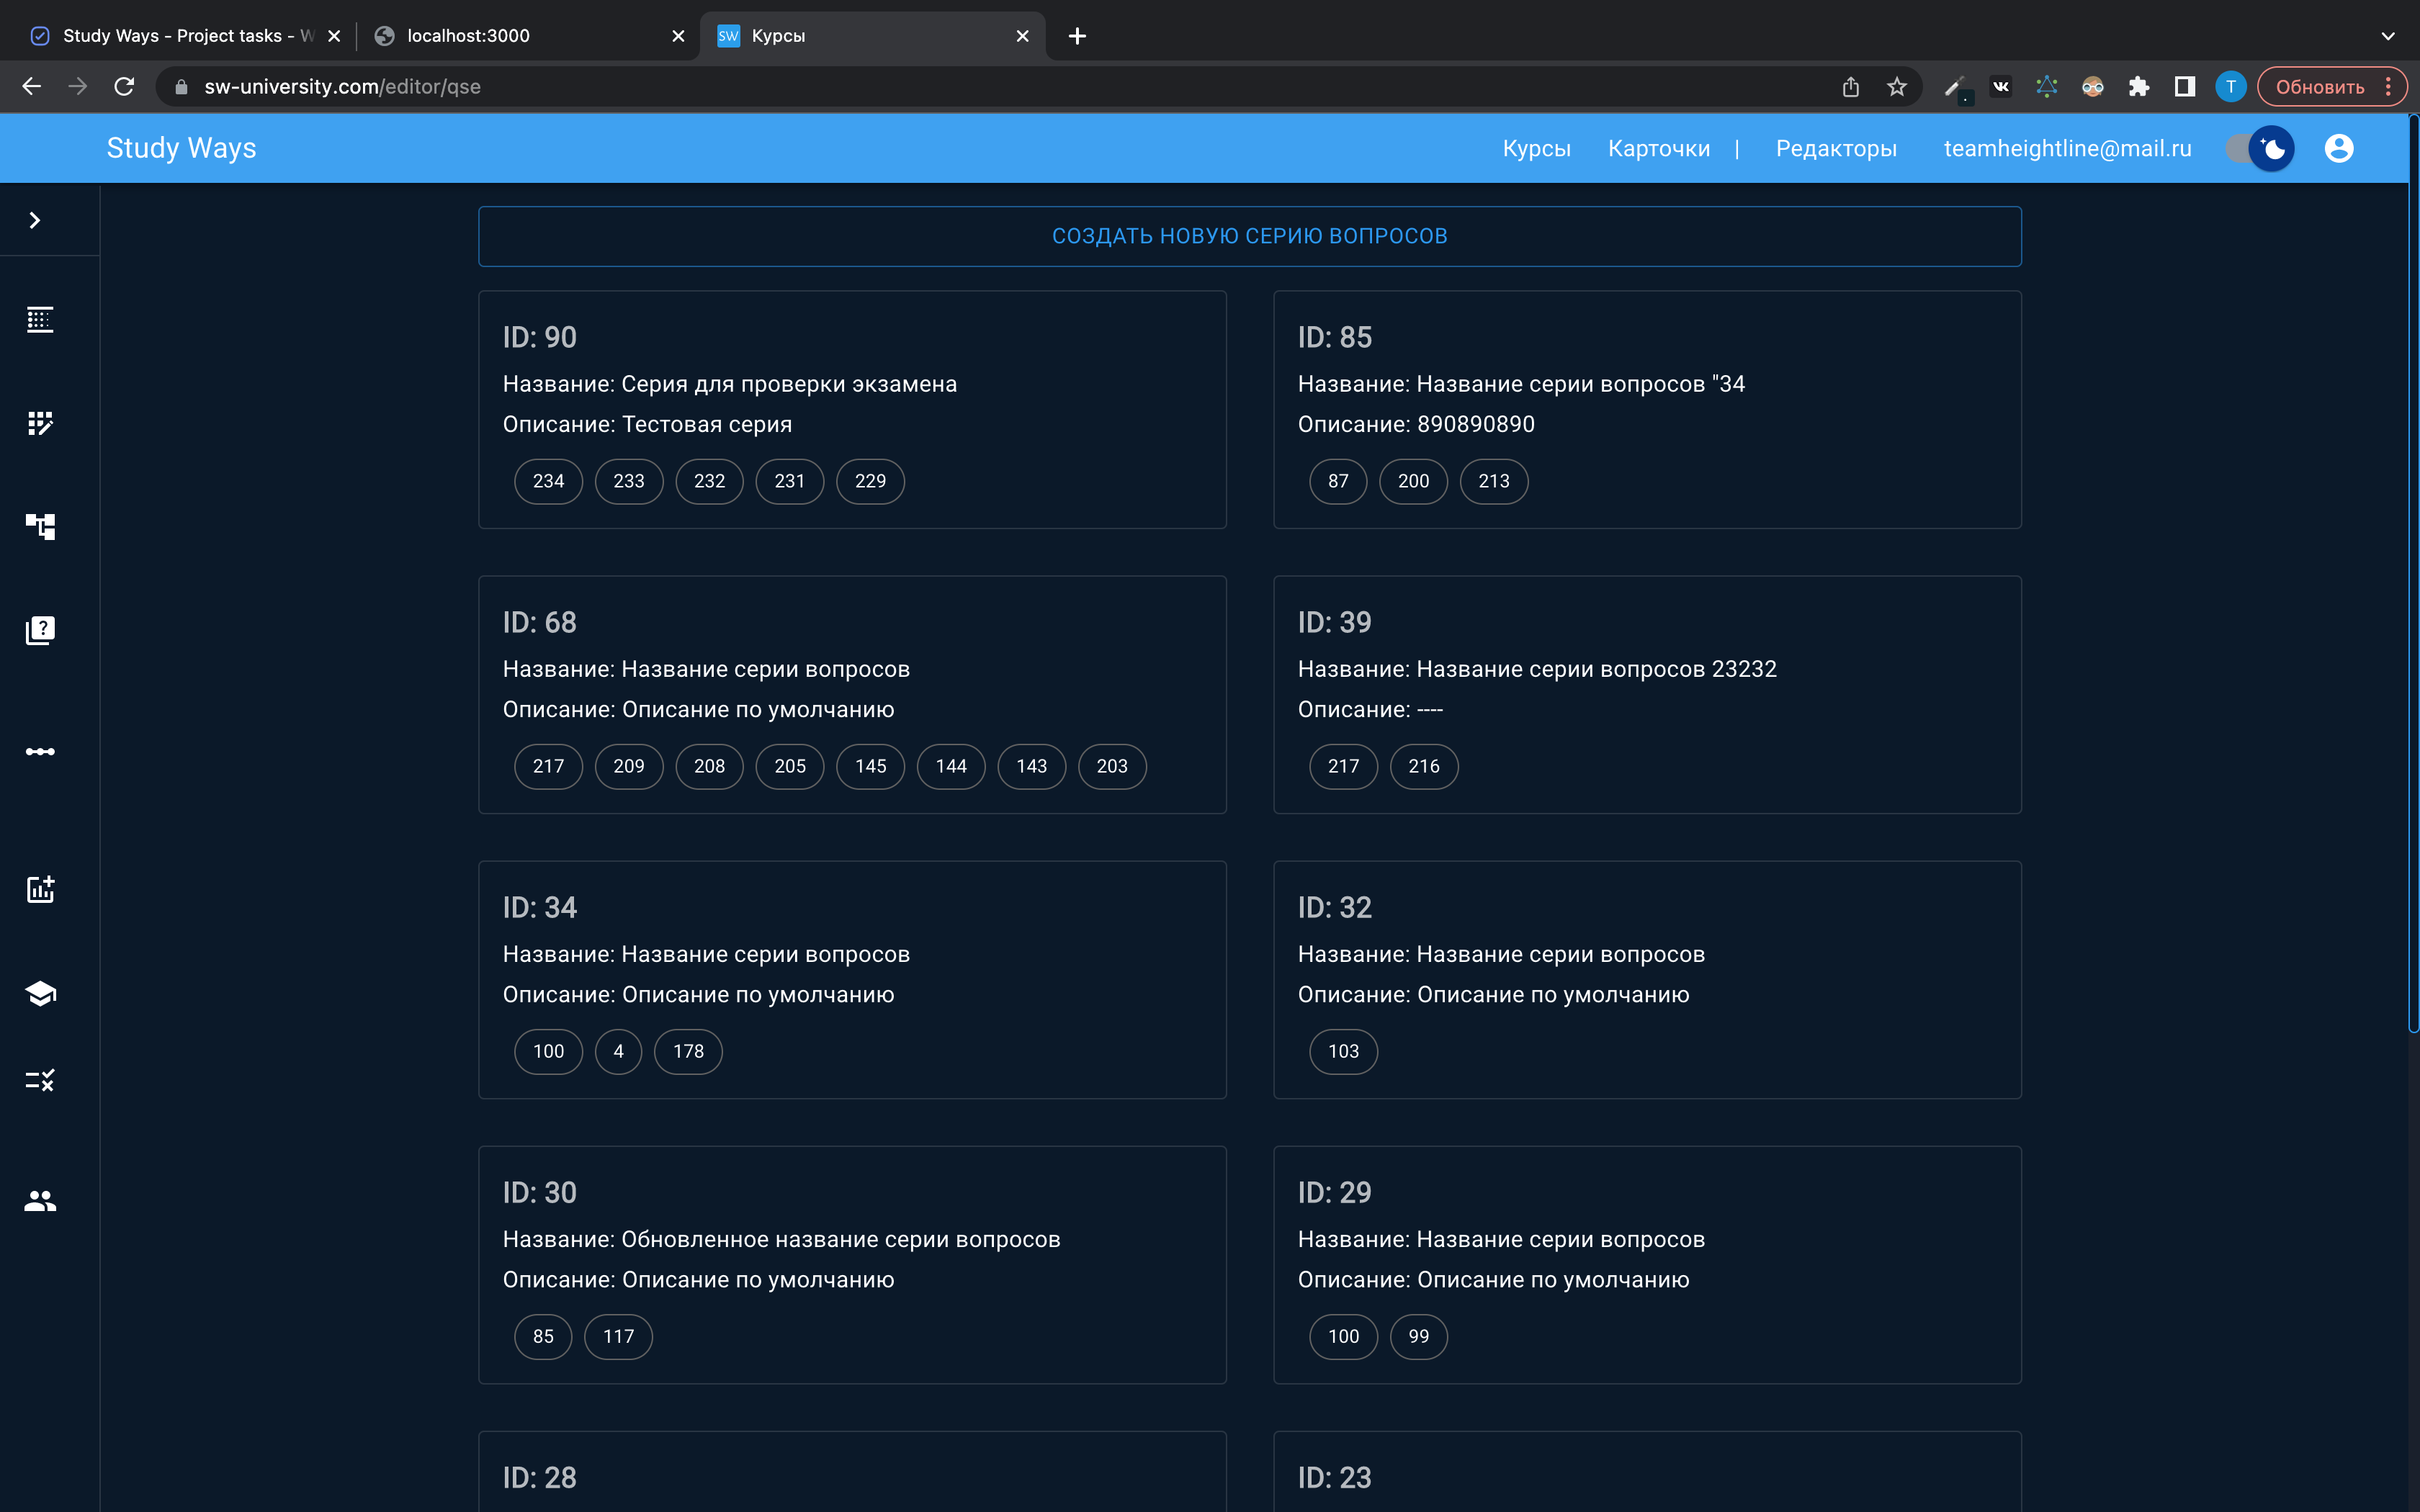 Study Ways - Project tasks - W
localhost:3000
SW Курсы
sw-university.com/editor/qse
T
Обновить
Study Ways
Курсы Карточки | Редакторы teamheightline@mail.ru
СОЗДАТЬ НОВУЮ СЕРИЮ ВОПРОСОВ
ID: 90
Название: Серия для проверки экзамена
Описание: Тестовая серия
234 233 232 231 229
ID: 85
Название: Название серии вопросов "34
Описание: 890890890
87 200 213
ID: 68
Название: Название серии вопросов
Описание: Описание по умолчанию
217 209 208 205 145 144 143 203
ID: 39
Название: Название серии вопросов 23232
Описание: ----
217 216
ID: 34
Название: Название серии вопросов
Описание: Описание по умолчанию
100 4 178
ID: 32
Название: Название серии вопросов
Описание: Описание по умолчанию
103
ID: 30
Название: Обновленное название серии вопросов
Описание: Описание по умолчанию
85 117
ID: 29
Название: Название серии вопросов
Описание: Описание по умолчанию
100 99
ID: 28
ID: 23